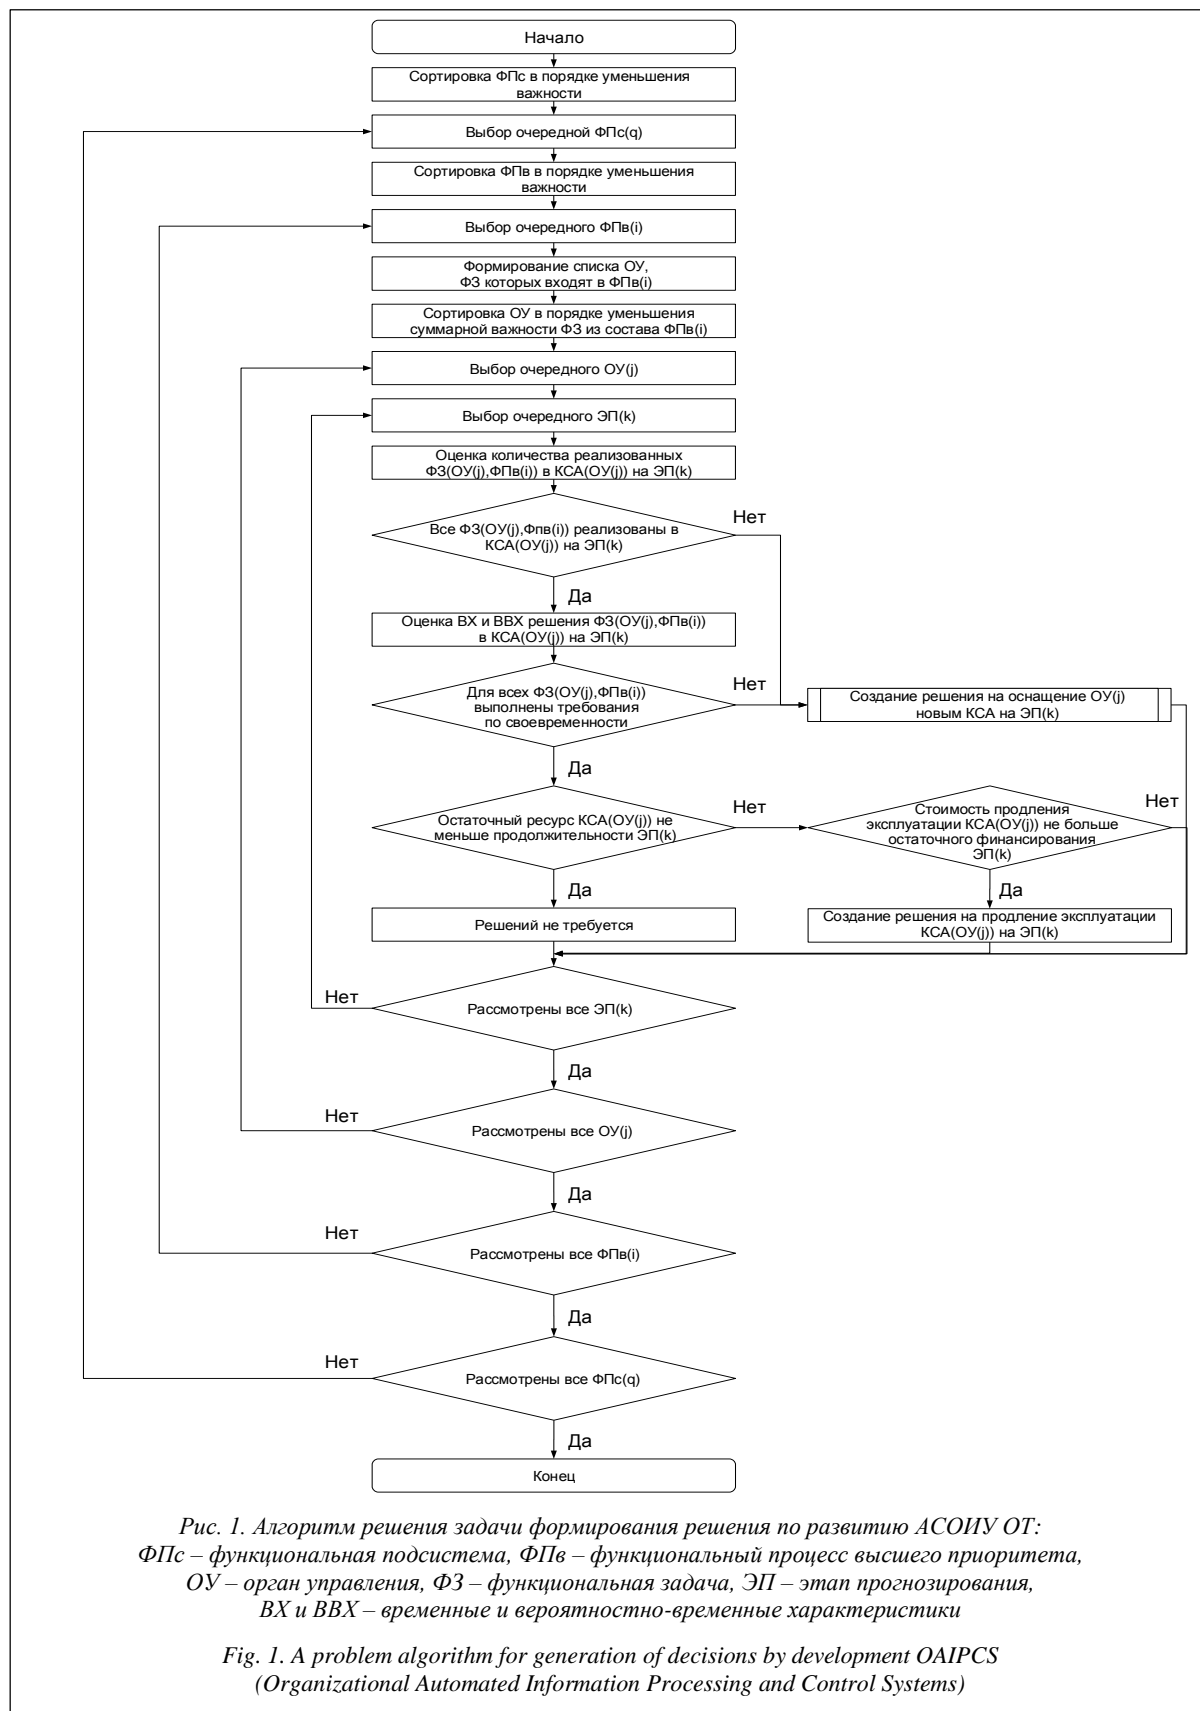 Начало
Сортировка ФПс в порядке уменьшения
важности
Выбор очередной ФПс(q)
Сортировка ФПв в порядке уменьшения
важности
Выбор очередного ФПв(i)
Формирование списка ОУ,
ФЗ которых входят в ФПв(i)
Сортировка ОУ в порядке уменьшения
суммарной важности ФЗ из состава ФПв(i)
Выбор очередного ОУ(j)
Выбор очередного ЭП(k)
Оценка количества реализованных
ФЗ(ОУ(j),ФПв(i)) в КСА(ОУ(j)) на ЭП(k)
Все ФЗ(ОУ(j),Фпв(i)) реализованы в
КСА(ОУ(j)) на ЭП(k)
Нет
Да
Оценка ВХ и ВВХ решения ФЗ(ОУ(j),ФПв(i))
в КСА(ОУ(j)) на ЭП(k)
Для всех ФЗ(ОУ(j),ФПв(i))
выполнены требования
по своевременности
Нет
Создание решения на оснащение ОУ(j)
новым КСА на ЭП(k)
Да
Остаточный ресурс КСА(ОУ(j)) не
меньше продолжительности ЭП(k)
Нет
Стоимость продления
эксплуатации КСА(ОУ(j)) не больше
остаточного финансирования
ЭП(k)
Нет
Да
Да
Решений не требуется
Создание решения на продление эксплуатации
КСА(ОУ(j)) на ЭП(k)
Нет
Рассмотрены все ЭП(k)
Да
Нет
Рассмотрены все ОУ(j)
Да
Нет
Рассмотрены все ФПв(i)
Да
Нет
Рассмотрены все ФПс(q)
Да
Конец
Рис. 1. Алгоритм решения задачи формирования решения по развитию АСОИУ ОТ:
ФПс – функциональная подсистема, ФПв – функциональный процесс высшего приоритета,
ОУ – орган управления, ФЗ – функциональная задача, ЭП – этап прогнозирования,
ВХ и ВВХ – временные и вероятностно-временные характеристики
Fig. 1. A problem algorithm for generation of decisions by development OAIPCS
(Organizational Automated Information Processing and Control Systems)